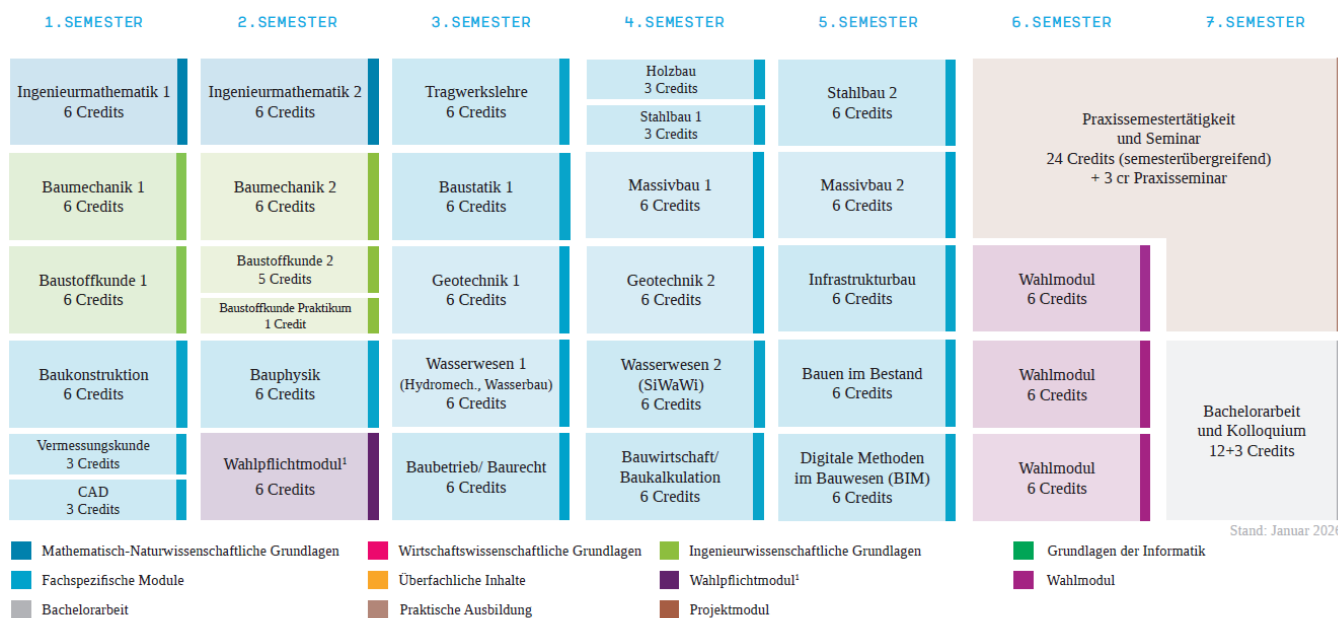 1.SEMESTER
2.SEMESTER
3.SEMESTER
4.SEMESTER
5.SEMESTER
6.SEMESTER
7.SEMESTER
Ingenieurmathematik 1
6 Credits
Ingenieurmathematik 2
6 Credits
Tragwerkslehre
6 Credits
Holzbau
3 Credits
Stahlbau 1
3 Credits
Stahlbau 2
6 Credits
Praxissemestertätigkeit
und Seminar
24 Credits (semesterübergreifend)
+ 3 cr Praxisseminar
Baumechanik 1
6 Credits
Baumechanik 2
6 Credits
Baustatik 1
6 Credits
Massivbau 1
6 Credits
Massivbau 2
6 Credits
Baustoffkunde 1
6 Credits
Baustoffkunde 2
5 Credits
Baustoffkunde Praktikum
1 Credit
Geotechnik 1
6 Credits
Geotechnik 2
6 Credits
Infrastrukturbau
6 Credits
Wahlmodul
6 Credits
Baukonstruktion
6 Credits
Bauphysik
6 Credits
Wasserwesen 1
(Hydromech., Wasserbau)
6 Credits
Wasserwesen 2
(SiWaWi)
6 Credits
Bauen im Bestand
6 Credits
Wahlmodul
6 Credits
Bachelorarbeit
und Kolloquium
12+3 Credits
Vermessungskunde
3 Credits
CAD
3 Credits
Wahlpflichtmodul¹
6 Credits
Baubetrieb/ Baurecht
6 Credits
Bauwirtschaft/
Baukalkulation
6 Credits
Digitale Methoden
im Bauwesen (BIM)
6 Credits
Wahlmodul
6 Credits
Stand: Januar 2026
Mathematisch-Naturwissenschaftliche Grundlagen
Wirtschaftswissenschaftliche Grundlagen
Ingenieurwissenschaftliche Grundlagen
Grundlagen der Informatik
Fachspezifische Module
Überfachliche Inhalte
Wahlpflichtmodul¹
Wahlmodul
Bachelorarbeit
Praktische Ausbildung
Projektmodul